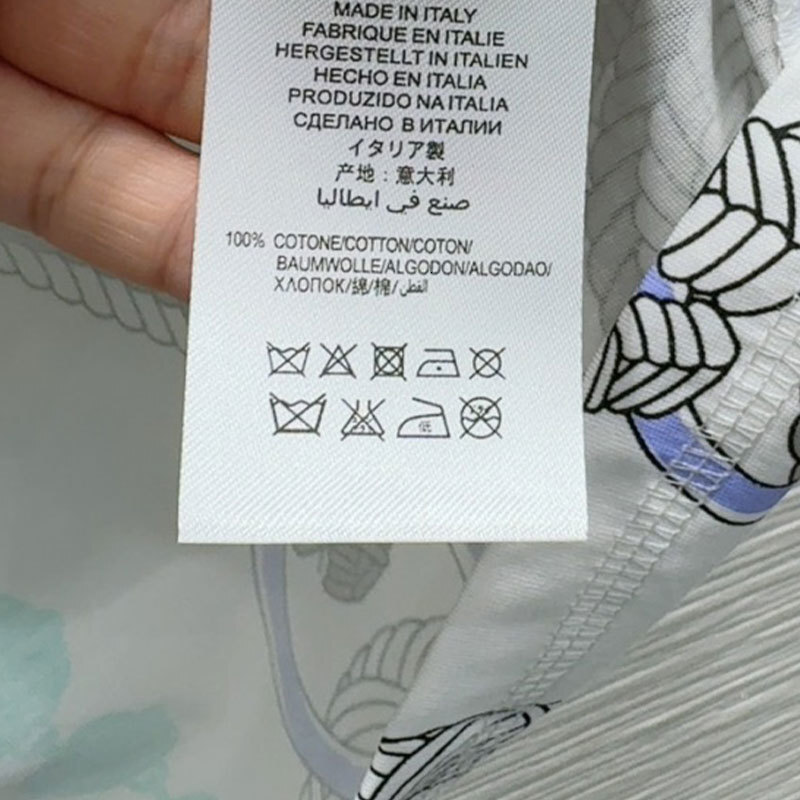 MADE IN ITALY
FABRIQUE EN ITALIE
HERGESTELLT IN ITALIEN
HECHO EN ITALIA
PRODUZIDO NA ITALIA
СДЕЛАНО В ИТАЛИИ
イタリア製
产地：意大利
صنع في ايطاليا
100% COTONE/COTTON/COTON/
BAUMWOLLE/ALGODON/ALGODAO/
ХЛОПОК/綿/棉/القطن
低